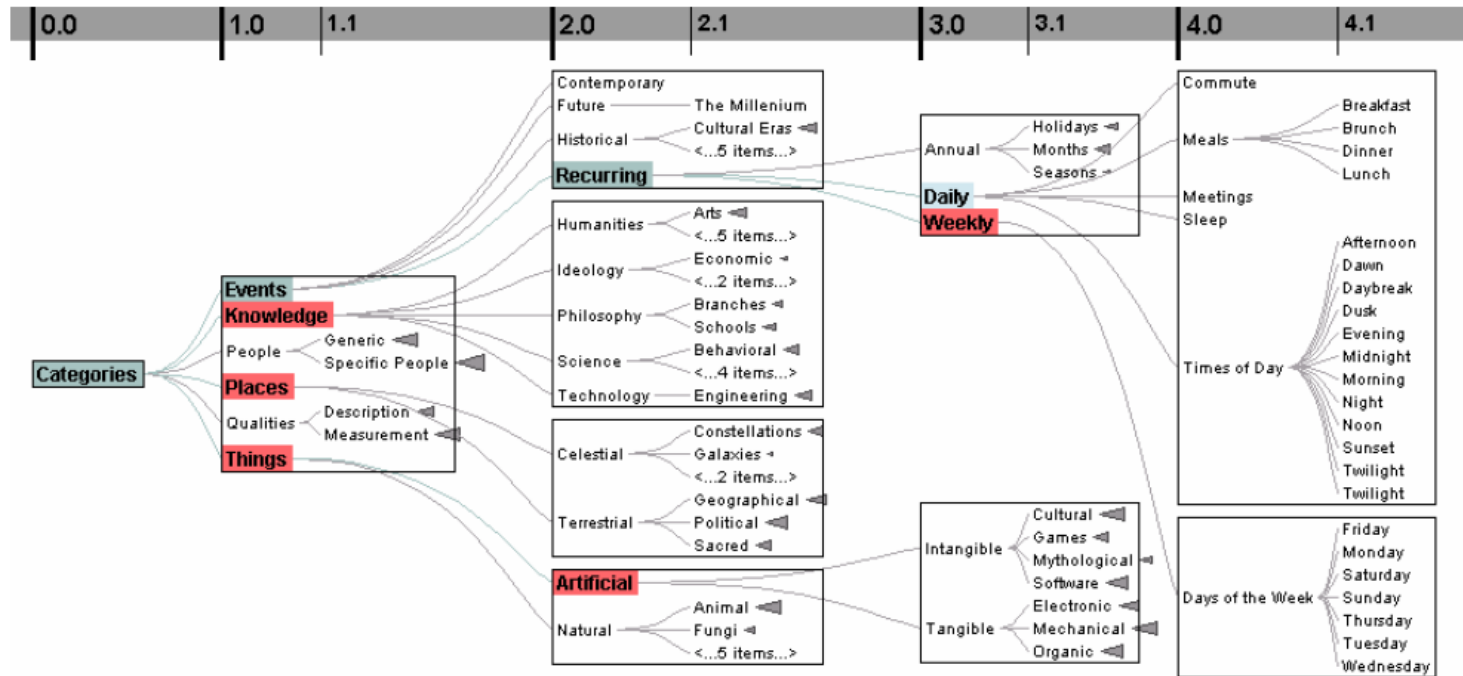 0.0
1.0
1.1
2.0
2.1
3.0
3.1
4.0
4.1
Categories
Events
Knowledge
People
Generic
Specific People
Places
Qualities
Description
Measurement
Things
Contemporary
Future
The Millenium
Historical
Cultural Eras
<...5 items...>
Recurring
Humanities
Arts
<...5 items...>
Ideology
Economic
<...2 items...>
Philosophy
Branches
Schools
Science
Behavioral
<...4 items...>
Technology
Engineering
Celestial
Constellations
Galaxies
<...2 items...>
Terrestrial
Geographical
Political
Sacred
Artificial
Natural
Animal
Fungi
<...5 items...>
Annual
Holidays
Months
Seasons
Daily
Weekly
Intangible
Cultural
Games
Mythological
Software
Tangible
Electronic
Mechanical
Organic
Commute
Meals
Breakfast
Brunch
Dinner
Lunch
Meetings
Sleep
Times of Day
Afternoon
Dawn
Daybreak
Dusk
Evening
Midnight
Morning
Night
Noon
Sunset
Twilight
Twilight
Days of the Week
Friday
Monday
Saturday
Sunday
Thursday
Tuesday
Wednesday